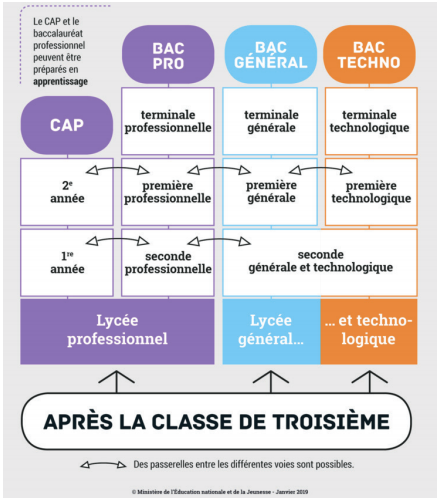 Le CAP et le
baccalauréat
professionnel
peuvent être
préparés en
apprentissage
BAC
PRO
BAC
GÉNÉRAL
BAC
TECHNO
CAP
terminale
professionnelle
terminale
générale
terminale
technologique
2e
année
première
professionnelle
première
générale
première
technologique
1re
année
seconde
professionnelle
seconde
générale et technologique
Lycée
professionnel
Lycée
général...
... et techno-
logique
APRÈS LA CLASSE DE TROISIÈME
Des passerelles entre les différentes voies sont possibles.
© Ministère de l'Éducation nationale et de la Jeunesse - Janvier 2019